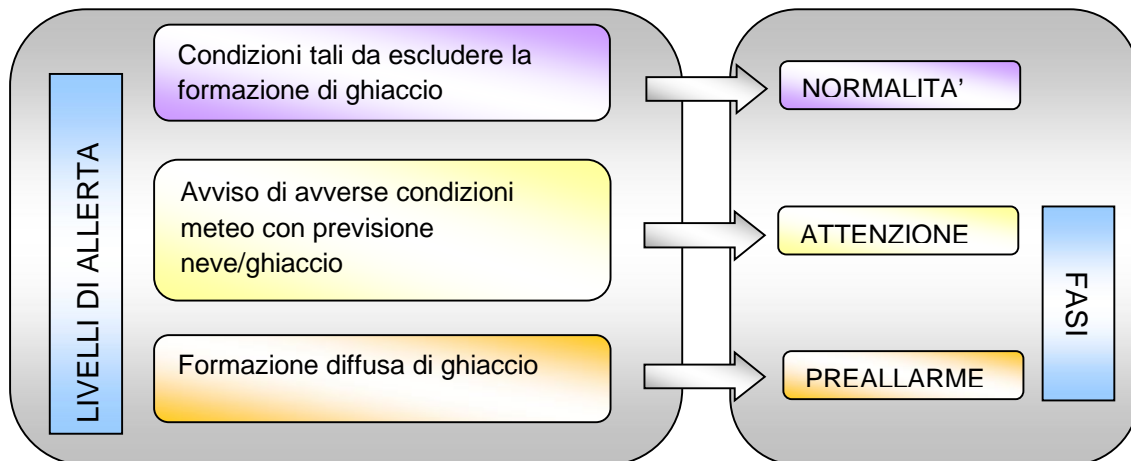 LIVELLI DI ALLERTA
Condizioni tali da escludere la
formazione di ghiaccio
NORMALITA’
Avviso di avverse condizioni
meteo con previsione
neve/ghiaccio
ATTENZIONE
Formazione diffusa di ghiaccio
PREALLARME
FASI